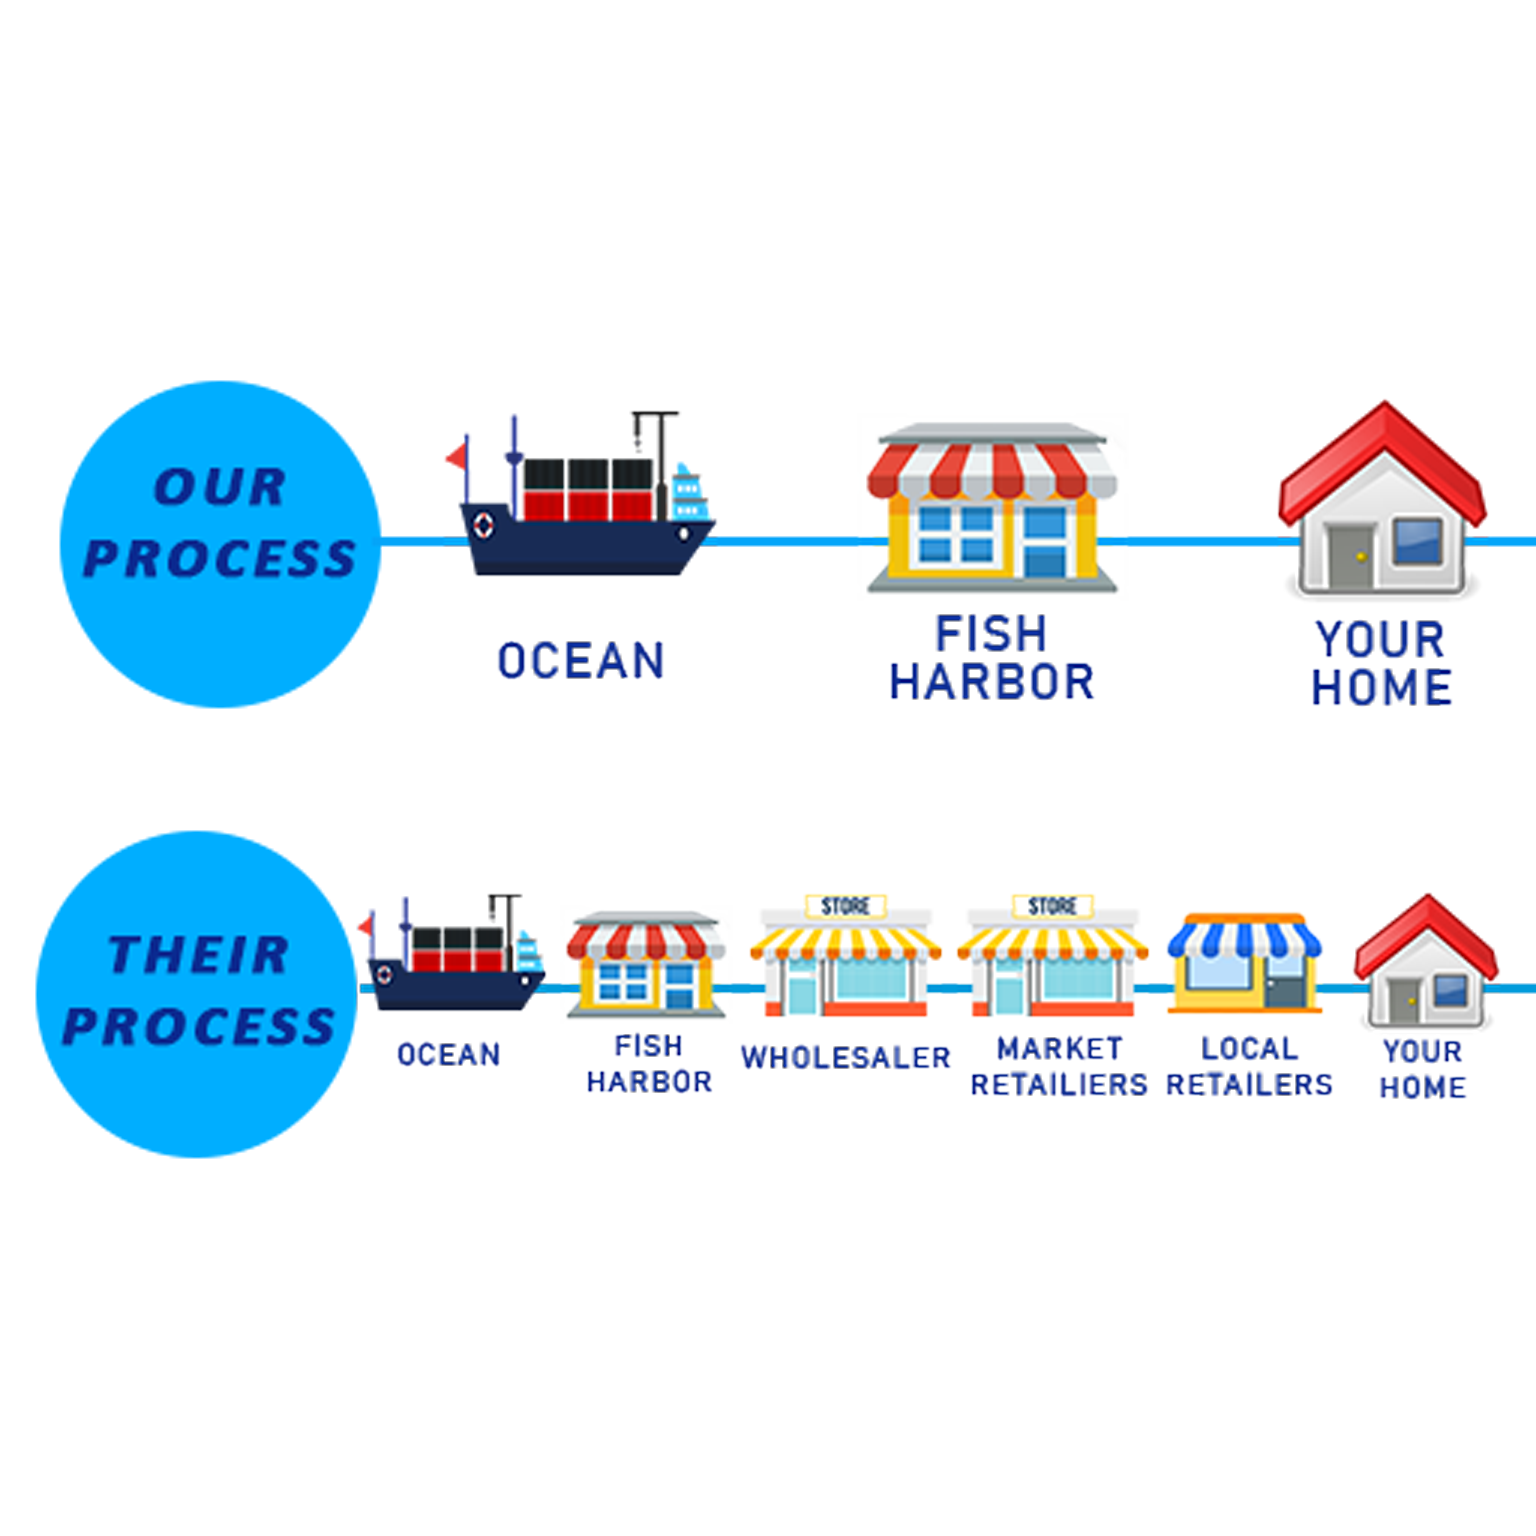 OUR
PROCESS
OCEAN
FISH
HARBOR
YOUR
HOME
THEIR
PROCESS
OCEAN
FISH
HARBOR
STORE
WHOLESALER
STORE
MARKET
RETAILIERS
LOCAL
RETAILERS
YOUR
HOME